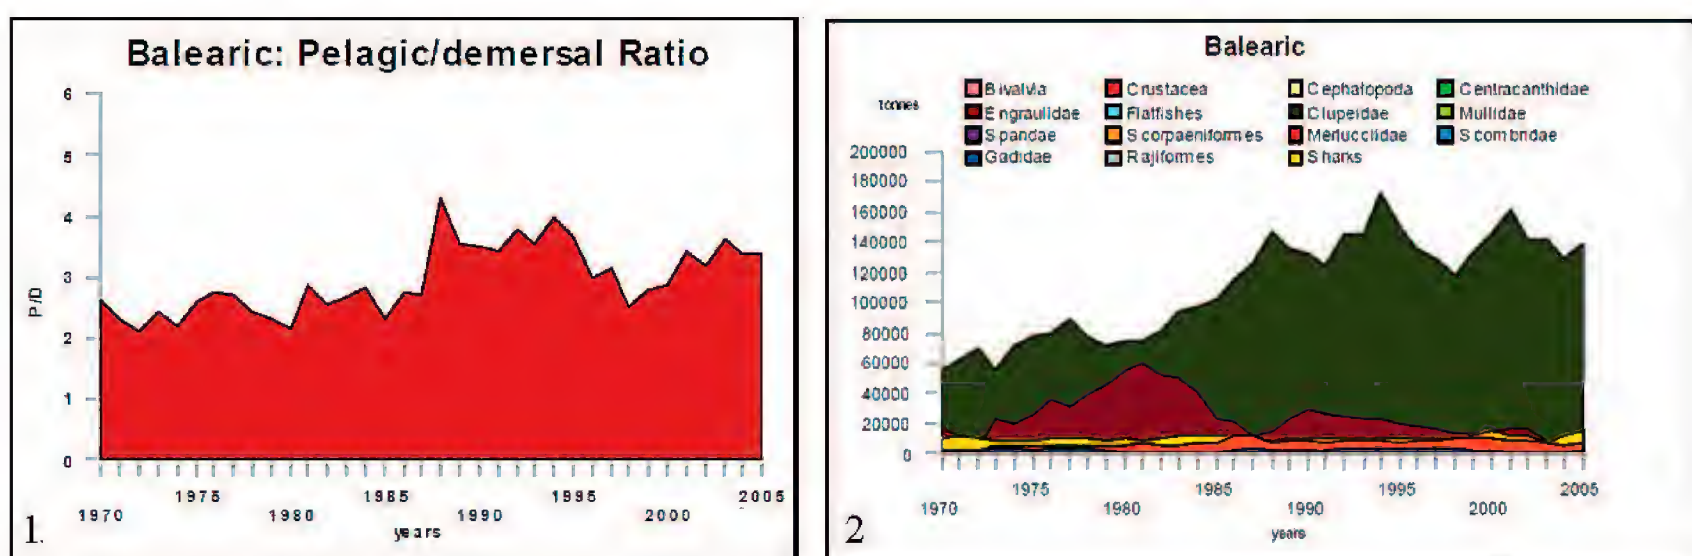 Balearic: Pelagic/demersal Ratio
6
5
4
3
2
1
0
P/D
1975
1985
1995
2005
1970
1980
1990
2000
years
1.
Balearic
tonnes
Bivalvia
Crustacea
Cephalopoda
Centracanthidae
Engraulidae
Flatfishes
Clupeidae
Mullidae
Sparidae
Scorpaeniformes
Merlucciidae
Scombridae
Gadidae
Rajiformes
Sharks
200000
180000
160000
140000
120000
100000
80000
60000
40000
20000
0
1975
1985
1995
2005
1970
1980
1990
2000
years
2